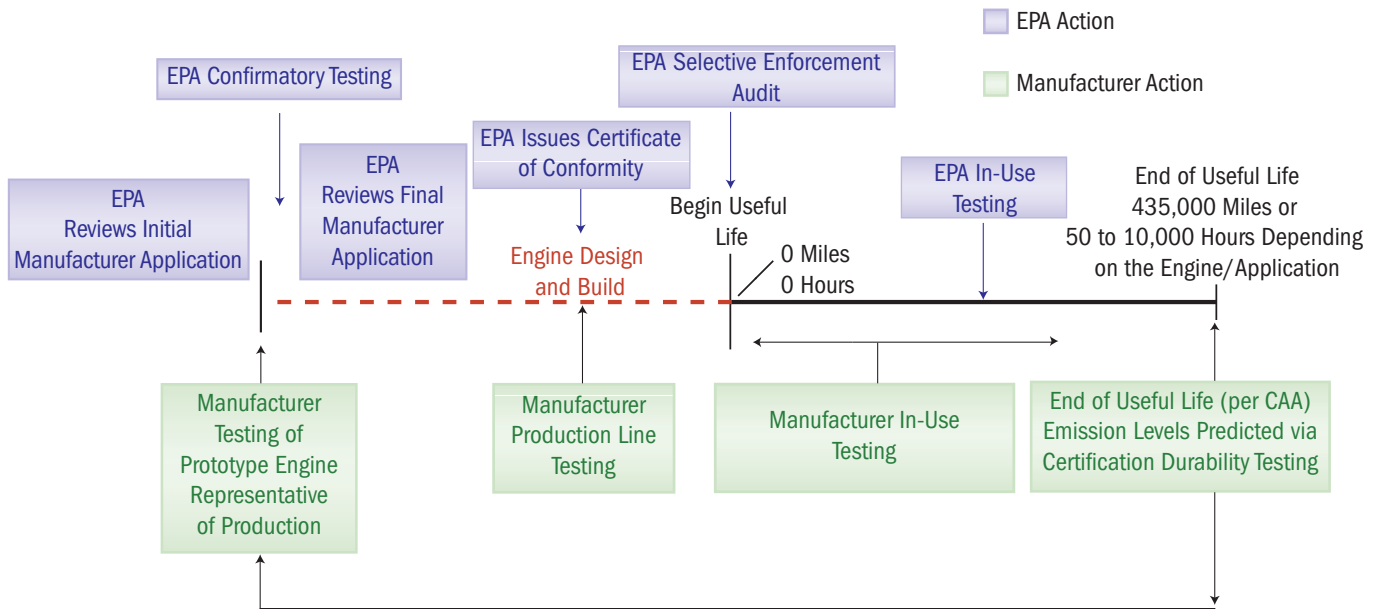 EPA Action
Manufacturer Action
EPA Confirmatory Testing
EPA Selective Enforcement
Audit
EPA
Reviews Initial
Manufacturer Application
EPA
Reviews Final
Manufacturer
Application
EPA Issues Certificate
of Conformity
Engine Design
and Build
Begin Useful
Life
0 Miles
0 Hours
EPA In-Use
Testing
End of Useful Life
435,000 Miles or
50 to 10,000 Hours Depending
on the Engine/Application
Manufacturer
Testing of
Prototype Engine
Representative
of Production
Manufacturer
Production Line
Testing
Manufacturer In-Use
Testing
End of Useful Life (per CAA)
Emission Levels Predicted via
Certification Durability Testing